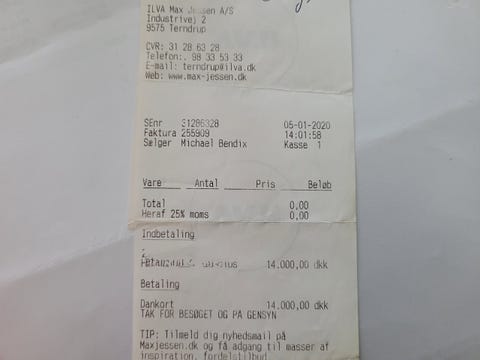 ILVA Max Jessen A/S
Industrivej 2
9575 Terndrup
CVR: 31 28 63 28
Telefon:. 98 33 53 33
E-mail: terndrup@ilva.dk
Web: www.max-jessen.dk
SEnr 31286328 05-01-2020
Faktura 255909 14:01:58
Sælger Michael Bendix Kasse 1
Vare Antal Pris Beløb
Total 0,00
Heraf 25% moms 0,00
Indbetaling
14.000,00 dkk
Betaling
Dankort 14.000,00 dkk
TAK FOR BESØGET OG PÅ GENSYN
TIP: Tilmeld dig nyhedsmail på
Maxjessen.dk og få adgang til masser af
inspiration, fordelstilbud